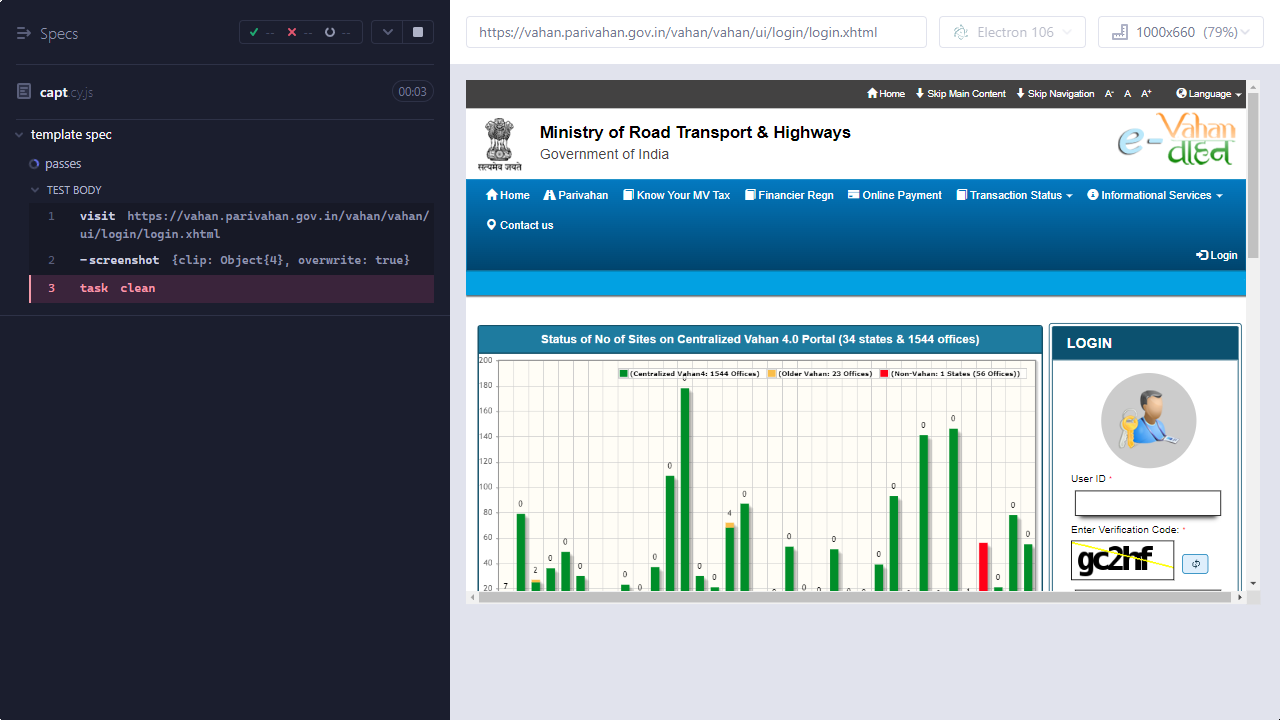 Specs
--
--
--
capt.cy.js
00:03
template spec
passes
TEST BODY
1 visit https://vahan.parivahan.gov.in/vahan/vahan/
ui/login/login.xhtml
2 -screenshot {clip: Object{4}, overwrite: true}
3 task clean
https://vahan.parivahan.gov.in/vahan/vahan/ui/login/login.xhtml
Electron 106
1000x660 (79%)
Home Skip Main Content Skip Navigation A- A A+ Language
सत्यमेव जयते
Ministry of Road Transport & Highways
Government of India
e-Vahan
वाहन
Home Parivahan Know Your MV Tax Financier Regn Online Payment Transaction Status Informational Services
Contact us
Login
Status of No of Sites on Centralized Vahan 4.0 Portal (34 states & 1544 offices)
(Centralized Vahan4: 1544 Offices) (Older Vahan: 23 Offices) (Non-Vahan: 1 States (56 Offices))
200
180
160
140
120
100
80
60
40
20
7 0 2 0 0 0 0 0 0 0 0 0 0 4 0 0 0 0 0 0 0 0 0 0 0
LOGIN
User ID *
Enter Verification Code: *
gc2hf